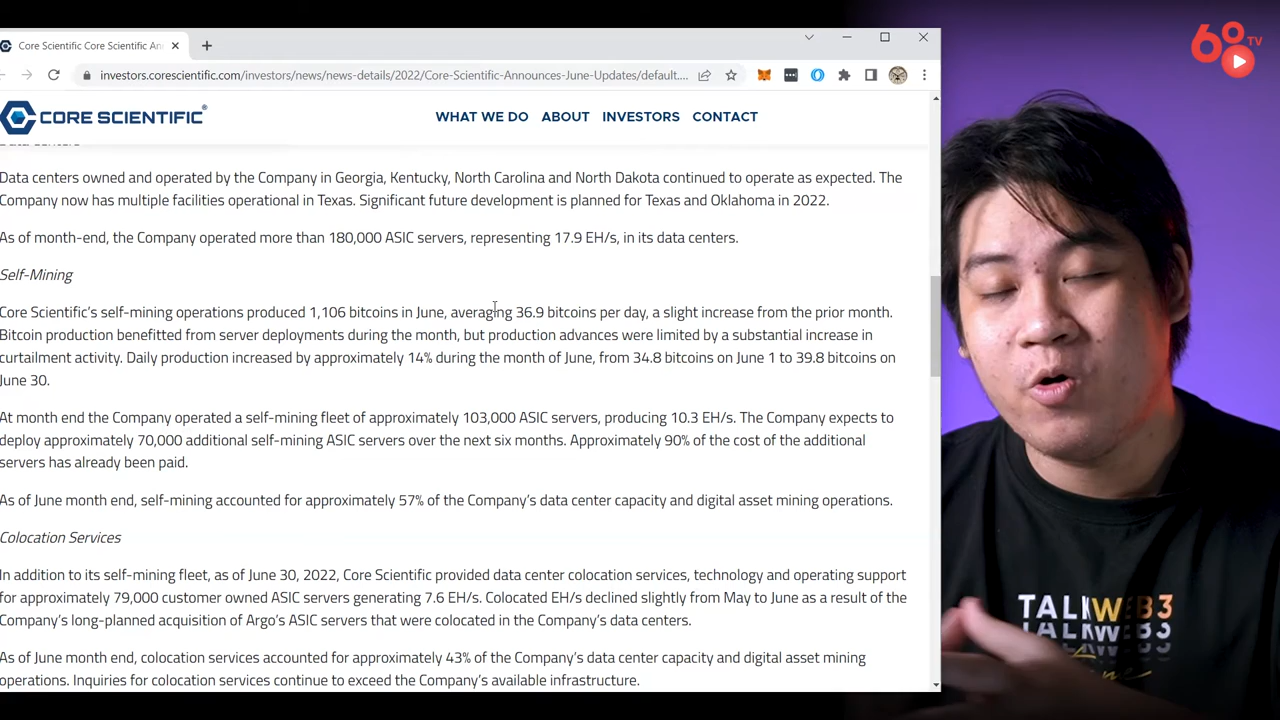 Core Scientific Core Scientific An
investors.corescientific.com/investors/news/news-details/2022/Core-Scientific-Announces-June-Updates/default....
60TV
CORE SCIENTIFIC®
WHAT WE DO ABOUT INVESTORS CONTACT
Data centers owned and operated by the Company in Georgia, Kentucky, North Carolina and North Dakota continued to operate as expected. The
Company now has multiple facilities operational in Texas. Significant future development is planned for Texas and Oklahoma in 2022.
As of month-end, the Company operated more than 180,000 ASIC servers, representing 17.9 EH/s, in its data centers.
Self-Mining
Core Scientific's self-mining operations produced 1,106 bitcoins in June, averaging 36.9 bitcoins per day, a slight increase from the prior month.
Bitcoin production benefitted from server deployments during the month, but production advances were limited by a substantial increase in
curtailment activity. Daily production increased by approximately 14% during the month of June, from 34.8 bitcoins on June 1 to 39.8 bitcoins on
June 30.
At month end the Company operated a self-mining fleet of approximately 103,000 ASIC servers, producing 10.3 EH/s. The Company expects to
deploy approximately 70,000 additional self-mining ASIC servers over the next six months. Approximately 90% of the cost of the additional
servers has already been paid.
As of June month end, self-mining accounted for approximately 57% of the Company's data center capacity and digital asset mining operations.
Colocation Services
In addition to its self-mining fleet, as of June 30, 2022, Core Scientific provided data center colocation services, technology and operating support
for approximately 79,000 customer owned ASIC servers generating 7.6 EH/s. Colocated EH/s declined slightly from May to June as a result of the
Company's long-planned acquisition of Argo's ASIC servers that were colocated in the Company's data centers.
As of June month end, colocation services accounted for approximately 43% of the Company's data center capacity and digital asset mining
operations. Inquiries for colocation services continue to exceed the Company's available infrastructure.
TALKWEB3
TALKWEB3